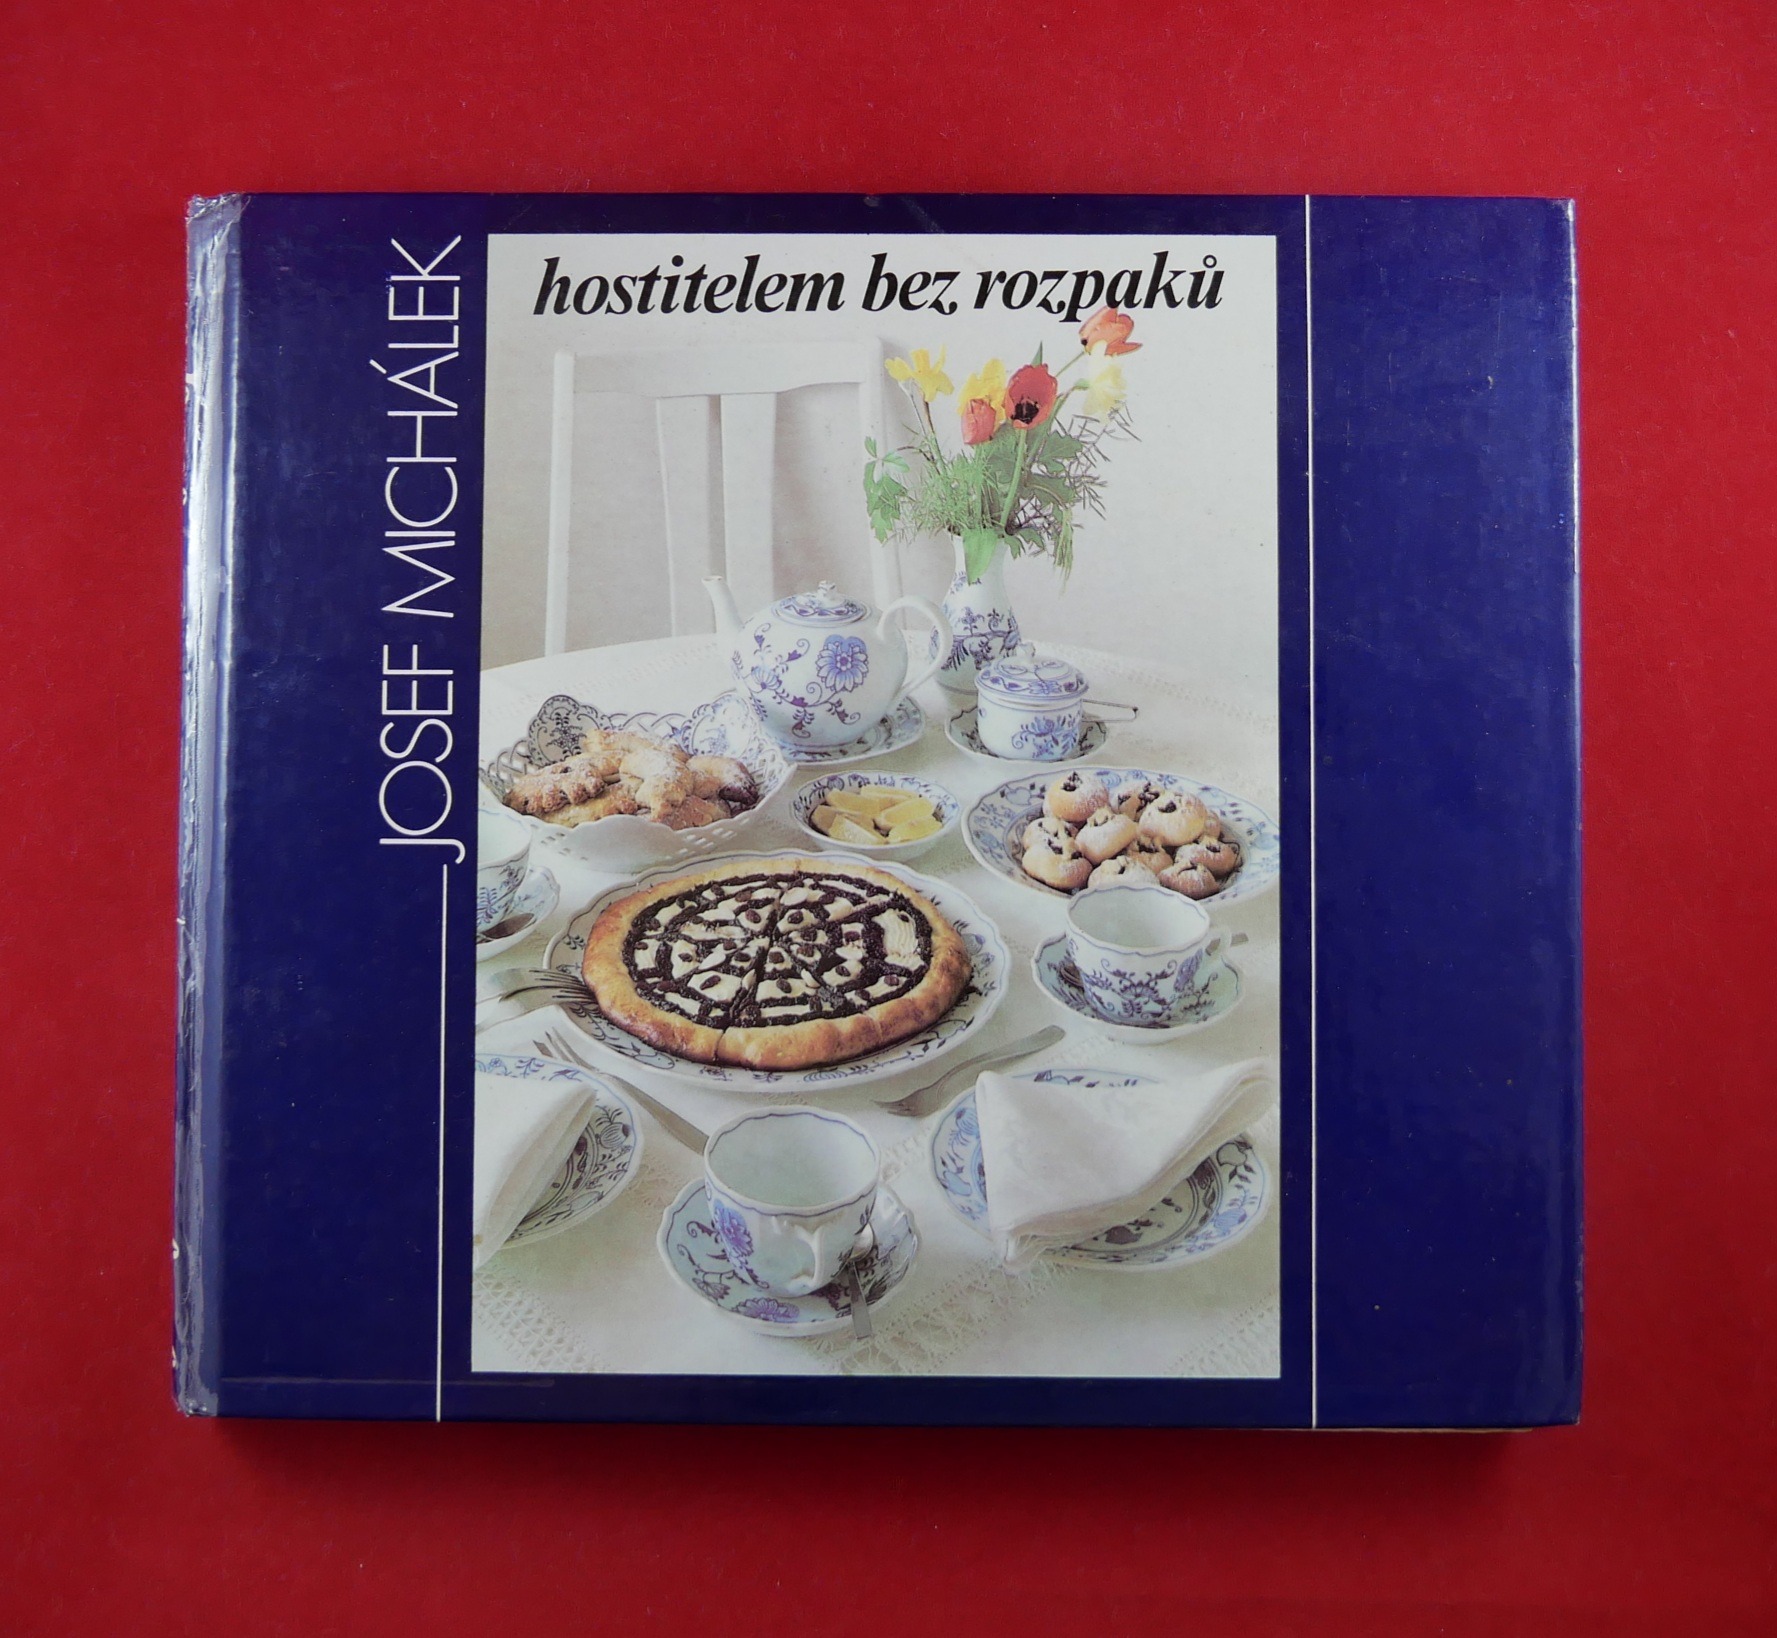 hostitelem bez rozpaků
JOSEF MICHÁLEK